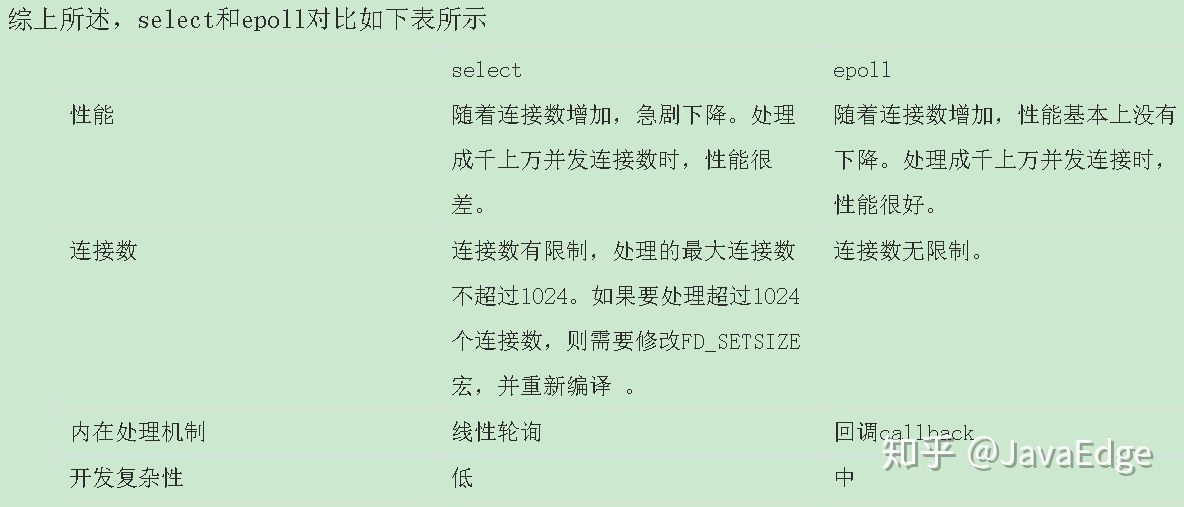 综上所述，select和epoll对比如下表所示
select epoll
性能 随着连接数增加，急剧下降。处理 随着连接数增加，性能基本上没有
成千上万并发连接数时，性能很 下降。处理成千上万并发连接时，
差。 性能很好。
连接数 连接数有限制，处理的最大连接数 连接数无限制。
不超过1024。如果要处理超过1024
个连接数，则需要修改FD_SETSIZE
宏，并重新编译 。
内在处理机制 线性轮询 回调callback
开发复杂性 低 中
知乎 @JavaEdge